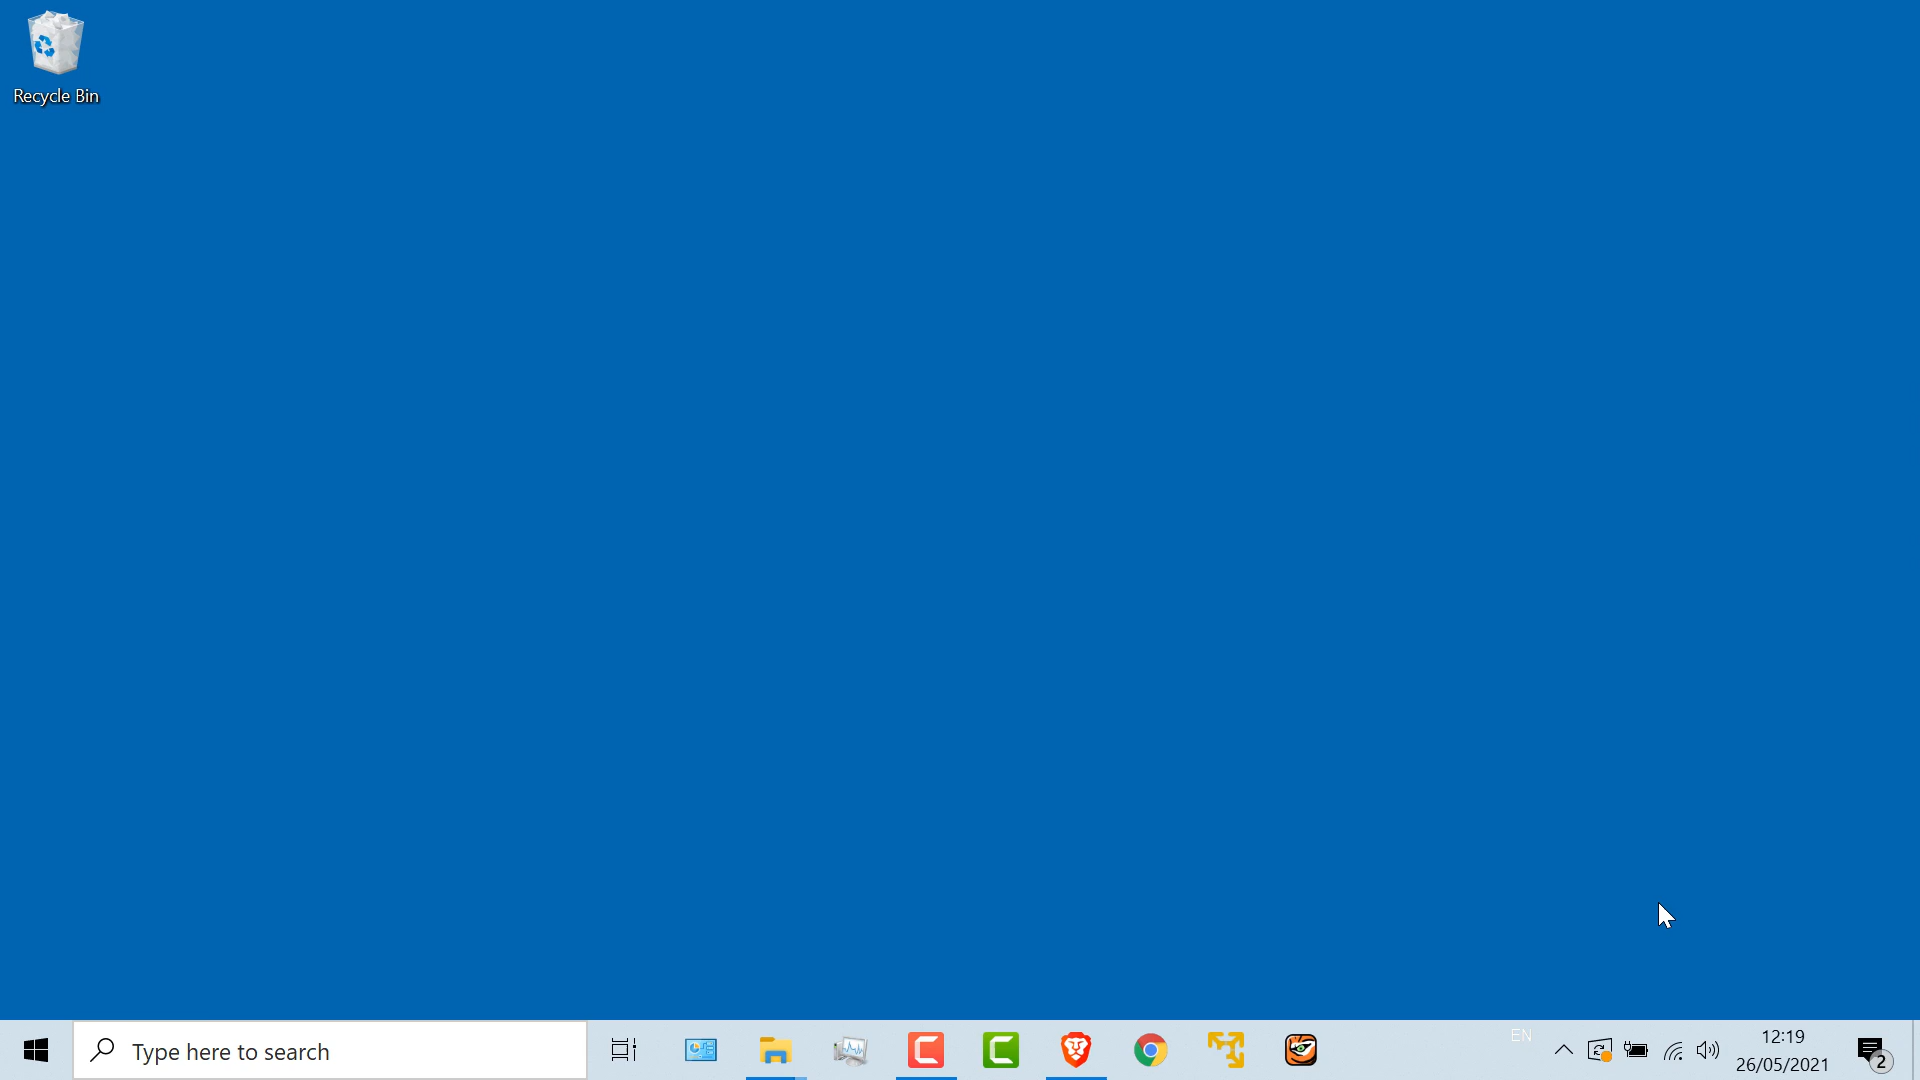 Recycle Bin
Type here to search
EN
12:19
26/05/2021
2